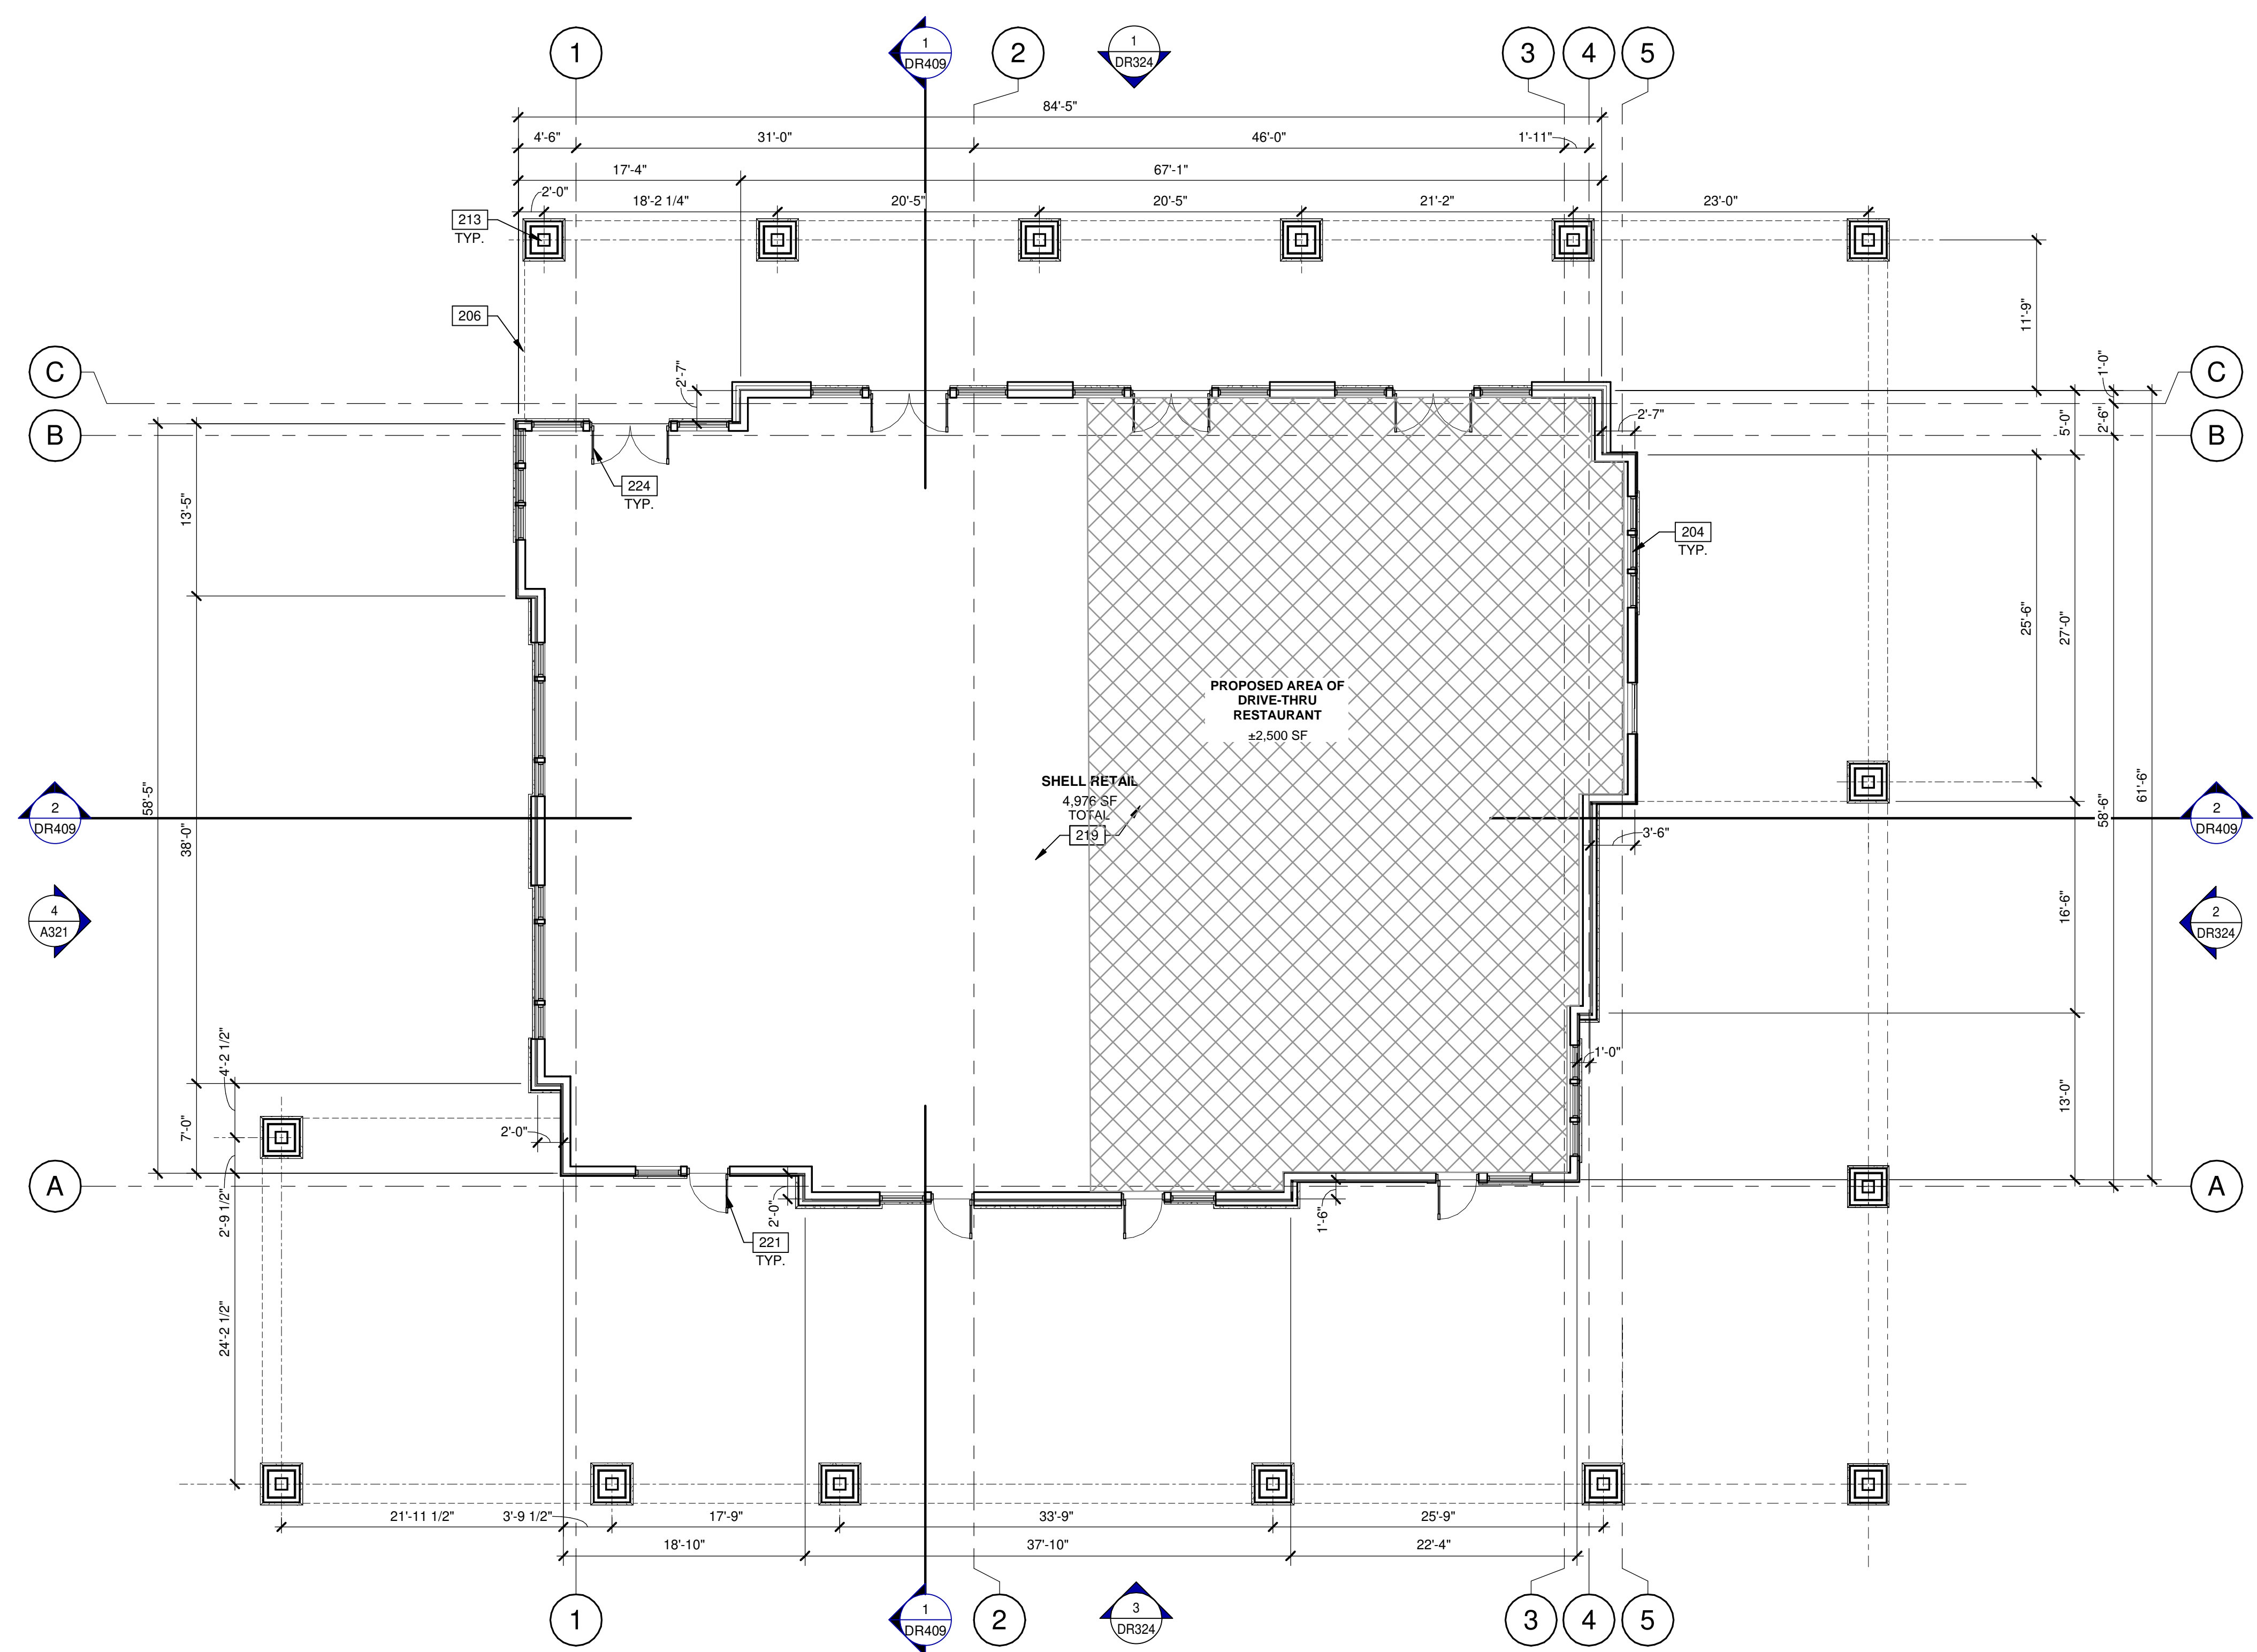 1
1
DR409
2
1
DR324
3
4
5
84'-5"
4'-6"
31'-0"
46'-0"
1'-11"
17'-4"
67'-1"
2'-0"
18'-2 1/4"
20'-5"
20'-5"
21'-2"
23'-0"
213
TYP.
206
11'-9"
C
2'-7"
1'-0"
C
B
2'-7"
5'-0"
2'-6"
B
224
TYP.
13'-5"
204
TYP.
25'-6"
27'-0"
61'-6"
PROPOSED AREA OF
DRIVE-THRU
RESTAURANT
±2,500 SF
SHELL RETAIL
4,976 SF
TOTAL
219
58'-5"
38'-0"
2
DR409
3'-6"
58'-6"
2
DR409
4
A321
16'-6"
2
DR324
4'-2 1/2"
1'-0"
13'-0"
7'-0"
2'-0"
A
2'-9 1/2"
2'-0"
1'-6"
A
221
TYP.
24'-2 1/2"
21'-11 1/2"
3'-9 1/2"
17'-9"
33'-9"
25'-9"
18'-10"
37'-10"
22'-4"
1
1
DR409
2
3
DR324
3
4
5